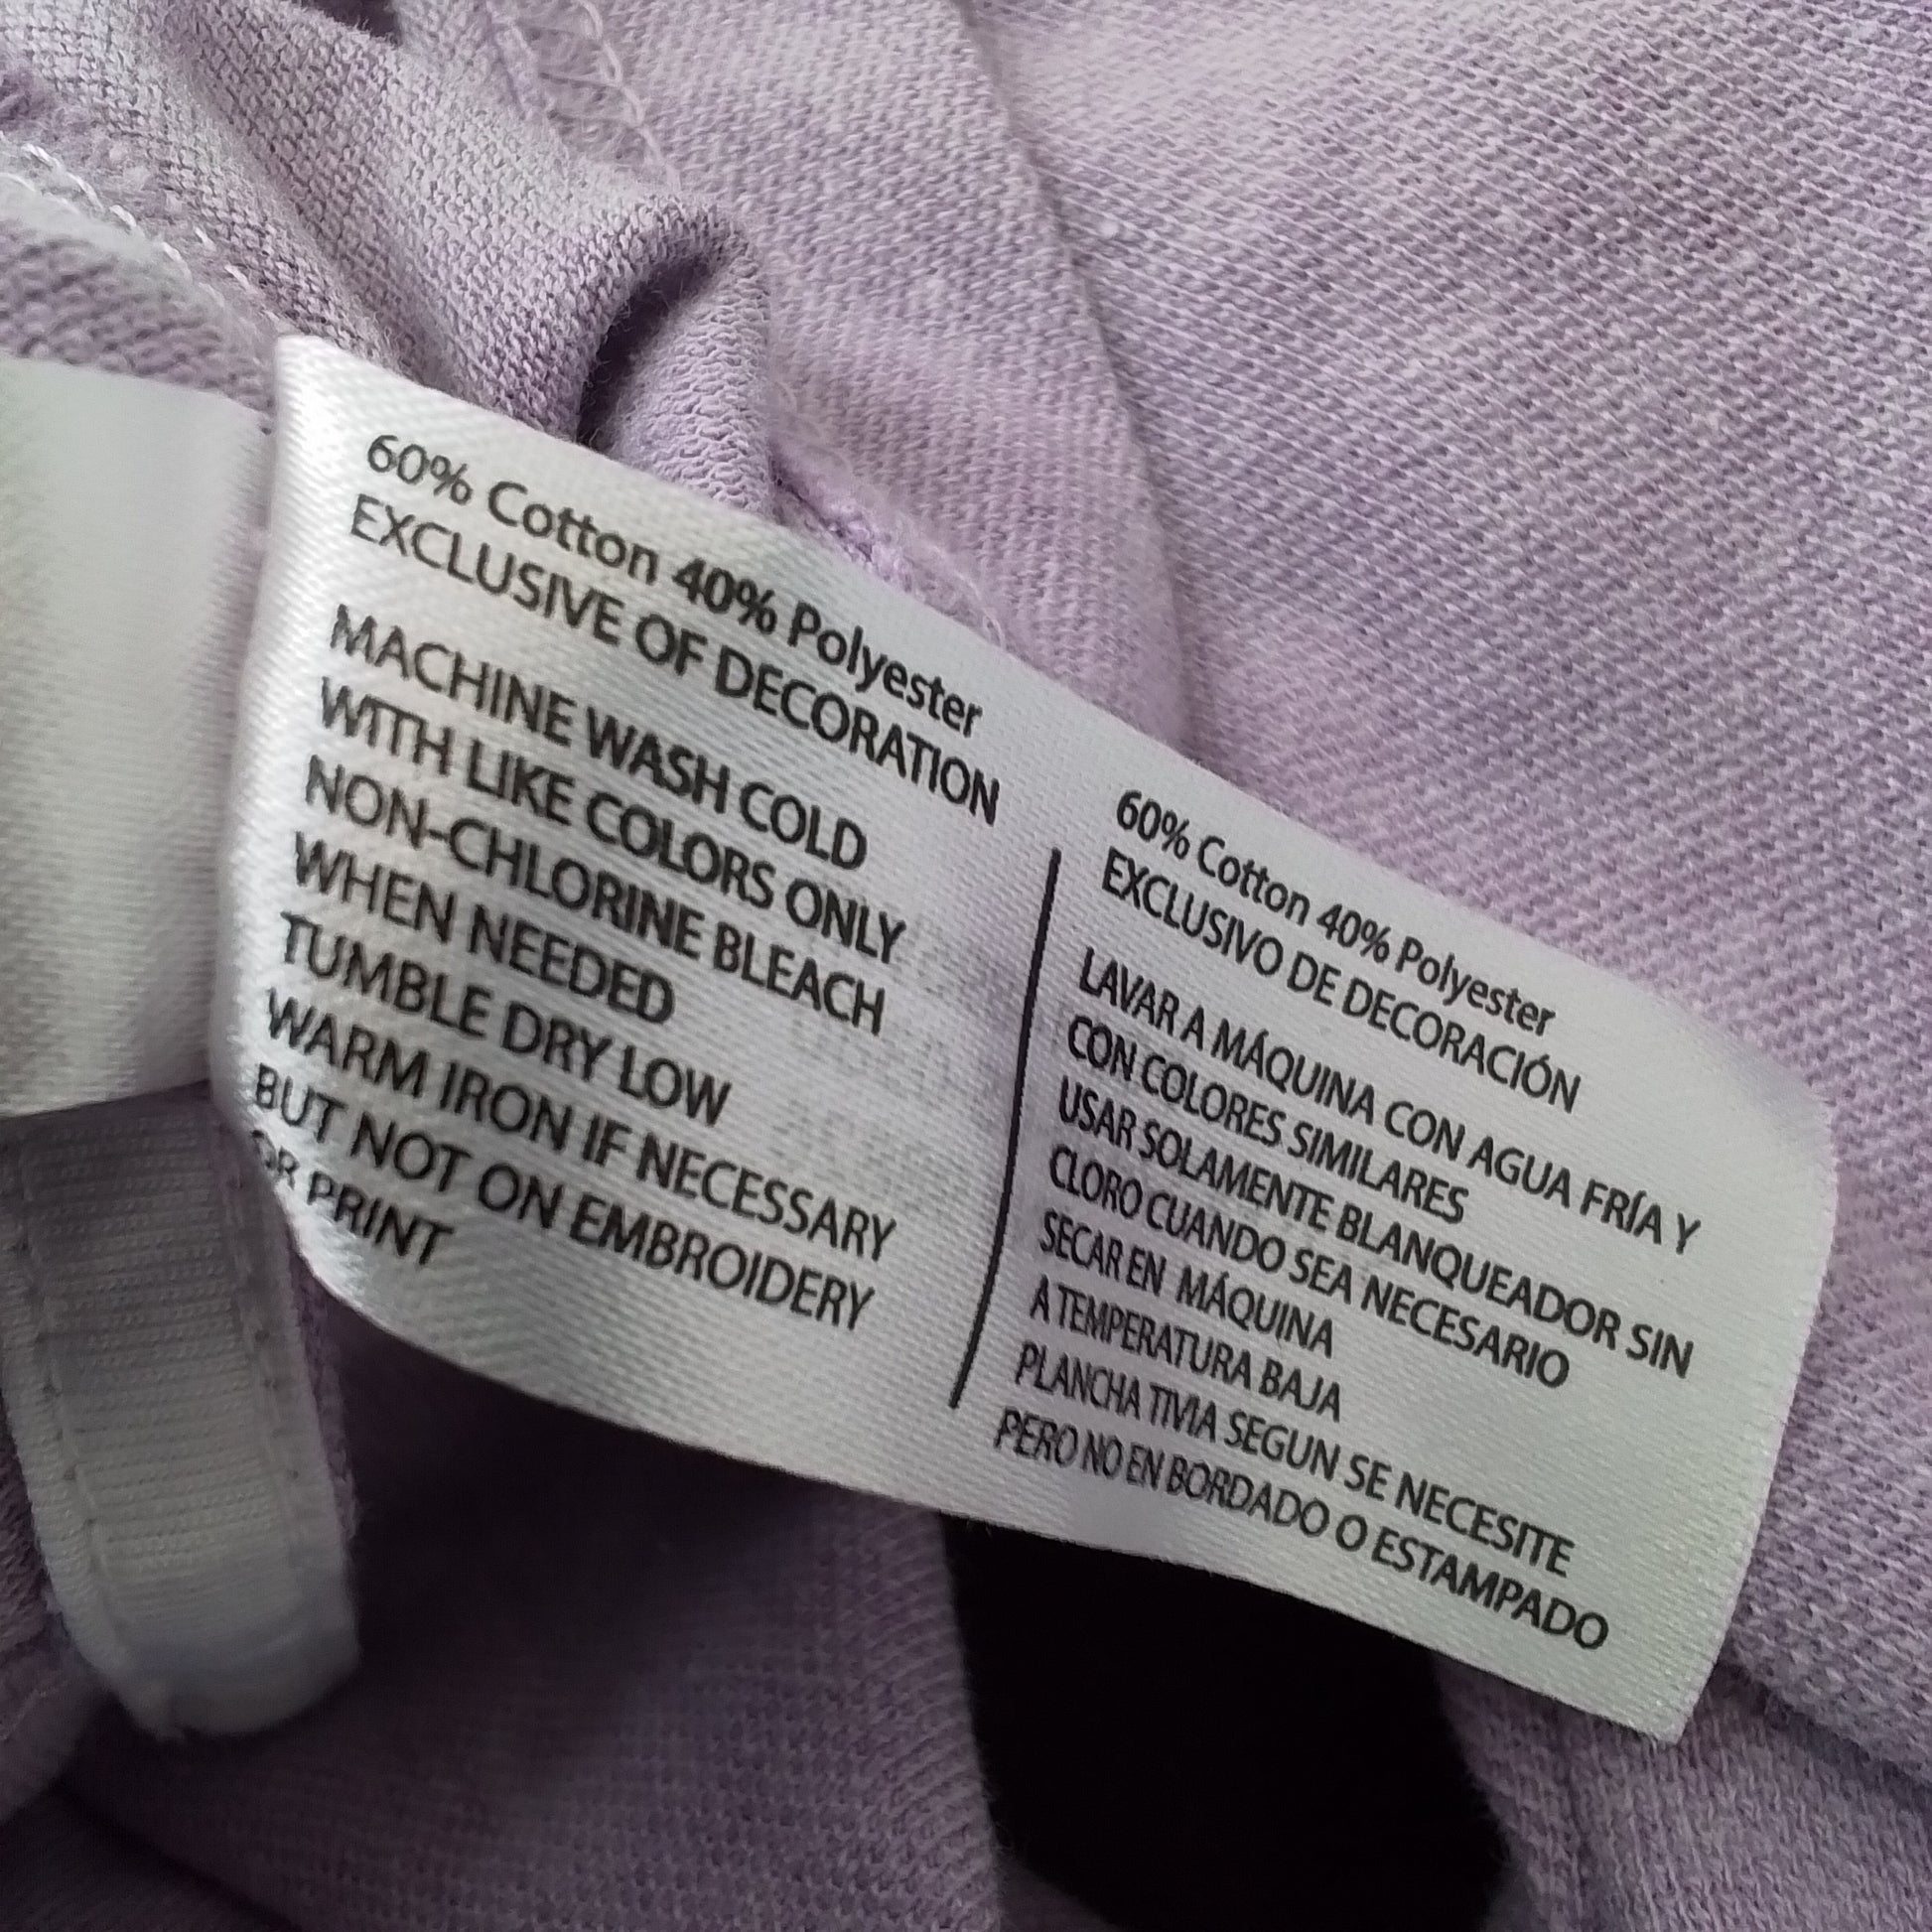 60% Cotton 40% Polyester
EXCLUSIVE OF DECORATION
MACHINE WASH COLD
WITH LIKE COLORS ONLY
NON-CHLORINE BLEACH
WHEN NEEDED
TUMBLE DRY LOW
WARM IRON IF NECESSARY
BUT NOT ON EMBROIDERY
OR PRINT
60% Cotton 40% Polyester
EXCLUSIVO DE DECORACIÓN
LAVAR A MÁQUINA CON AGUA FRÍA Y
CON COLORES SIMILARES
USAR SOLAMENTE BLANQUEADOR SIN
CLORO CUANDO SEA NECESARIO
SECAR EN MÁQUINA
A TEMPERATURA BAJA
PLANCHA TIVIA SEGUN SE NECESITE
PERO NO EN BORDADO O ESTAMPADO